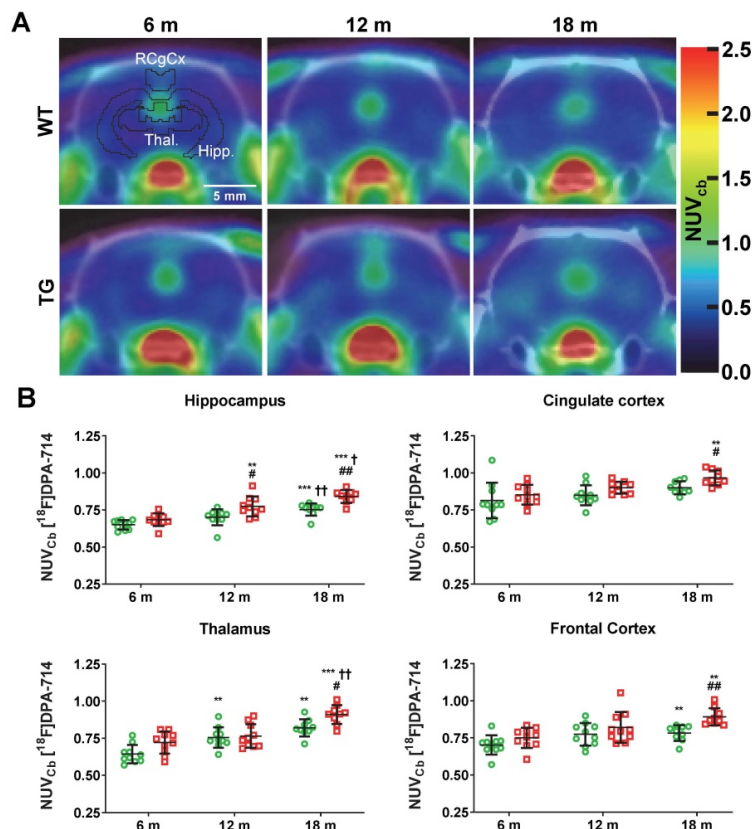 A
6 m
12 m
18 m
WT
RCgCx
Thal.
Hipp.
5 mm
TG
2.5
2.0
1.5
1.0
0.5
0.0
NUVcb
B
Hippocampus
NUVCb [18F]DPA-714
1.25
1.00
0.75
0.50
0.25
**
#
*** ††
*** †
##
6 m
12 m
18 m
Cingulate cortex
NUVCb [18F]DPA-714
1.25
1.00
0.75
0.50
0.25
**
#
6 m
12 m
18 m
Thalamus
NUVCb [18F]DPA-714
1.25
1.00
0.75
0.50
0.25
**
**
*** ††
#
6 m
12 m
18 m
Frontal Cortex
NUVCb [18F]DPA-714
1.25
1.00
0.75
0.50
0.25
**
**
##
6 m
12 m
18 m